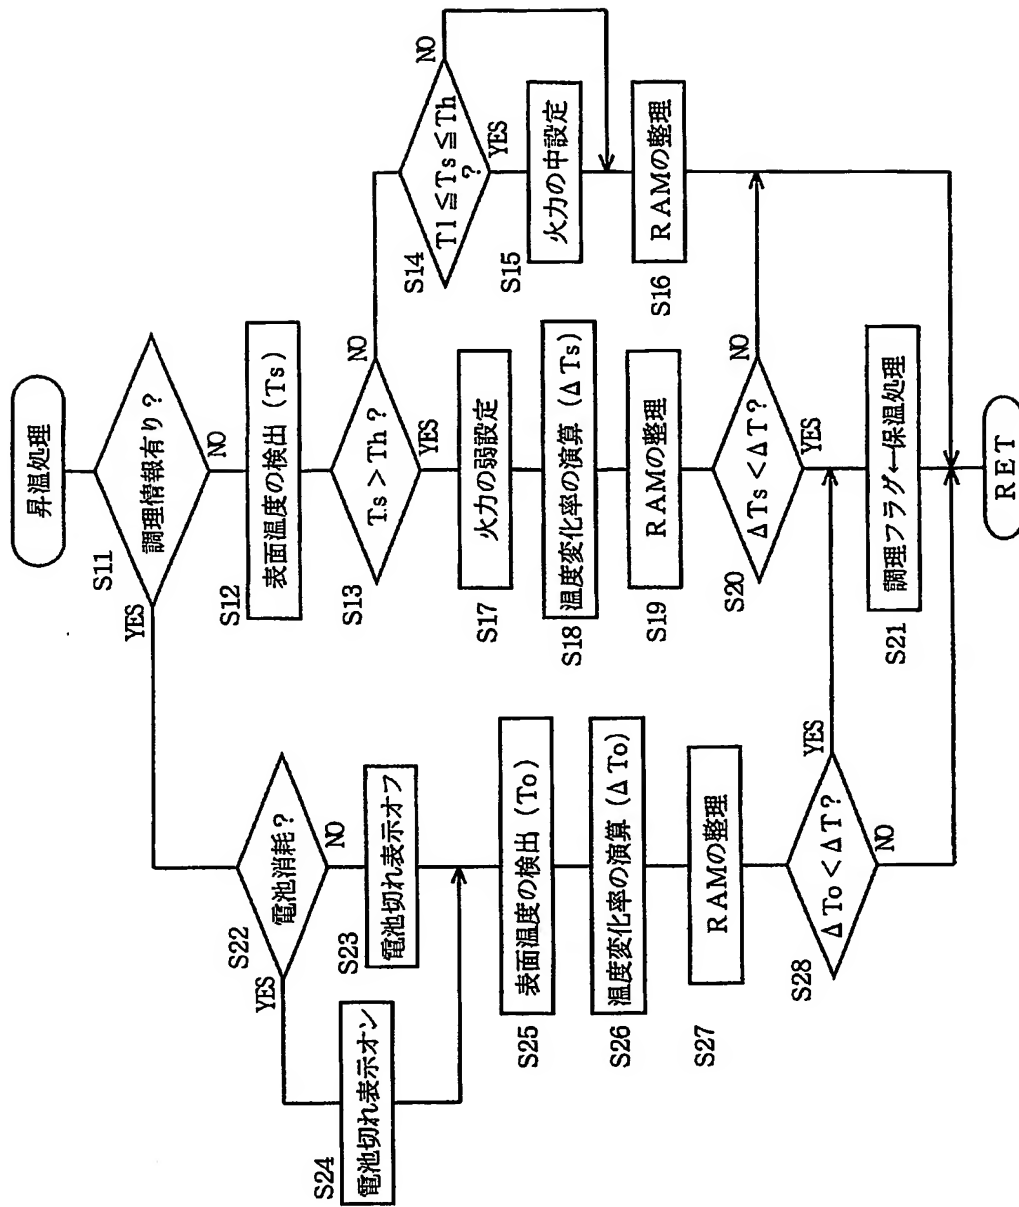 昇温処理
S11
調理情報有り?
YES
NO
S12
表面温度の検出(Ts)
S13
Ts>Th?
NO
YES
S14
Tl≦Ts≦Th
?
NO
YES
S15
火力の中設定
S16
RAMの整理
S17
火力の弱設定
S18
温度変化率の演算(ΔTs)
S19
RAMの整理
S20
ΔTs<ΔT?
NO
YES
S21
調理フラグ←保温処理
S22
電池消耗?
YES
NO
S23
電池切れ表示オフ
S24
電池切れ表示オン
S25
表面温度の検出(To)
S26
温度変化率の演算(ΔTo)
S27
RAMの整理
S28
ΔTo<ΔT?
YES
NO
RET